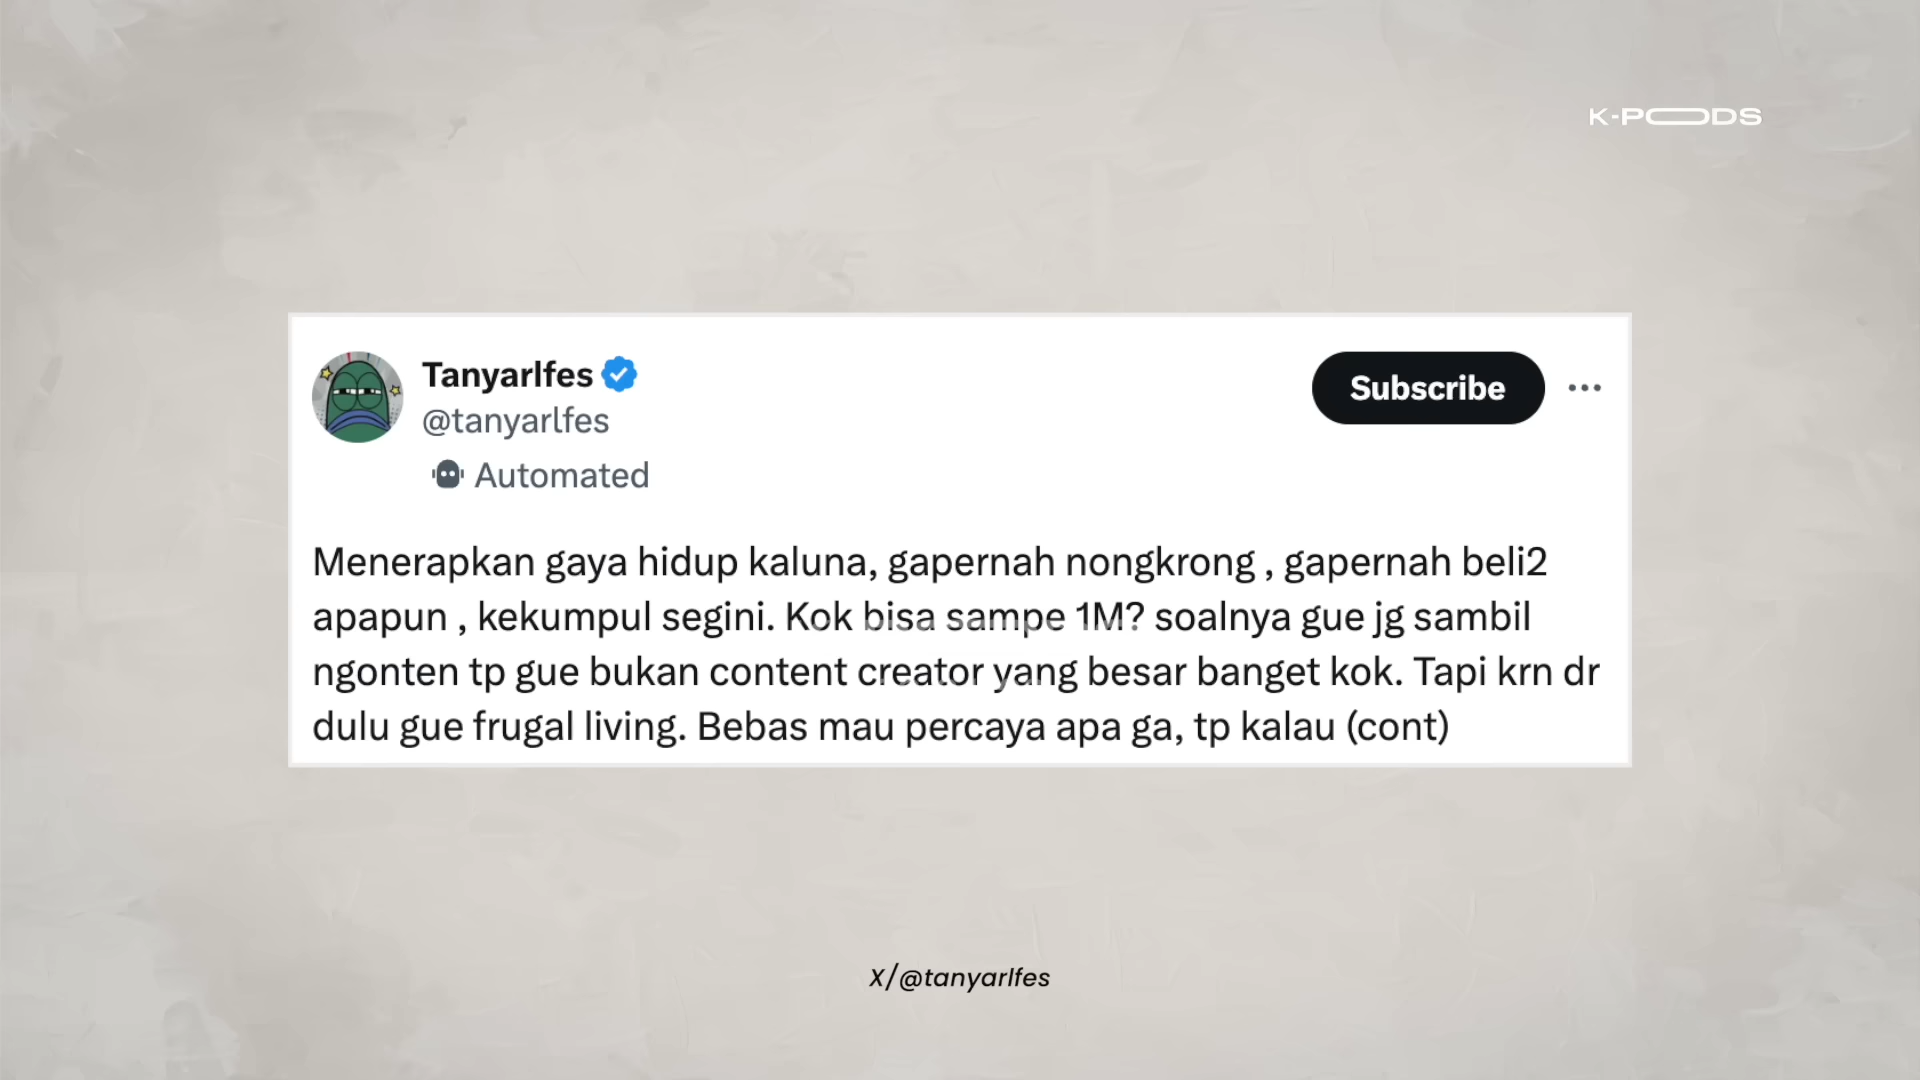 K-POODS
Tanyarlfes
@tanyarlfes
Subscribe
Automated
Menerapkan gaya hidup kaluna, gapernah nongkrong , gapernah beli2
apapun , kekumpul segini. Kok bisa sampe 1M? soalnya gue jg sambil
ngonten tp gue bukan content creator yang besar banget kok. Tapi krn dr
dulu gue frugal living. Bebas mau percaya apa ga, tp kalau (cont)
X/@tanyarlfes